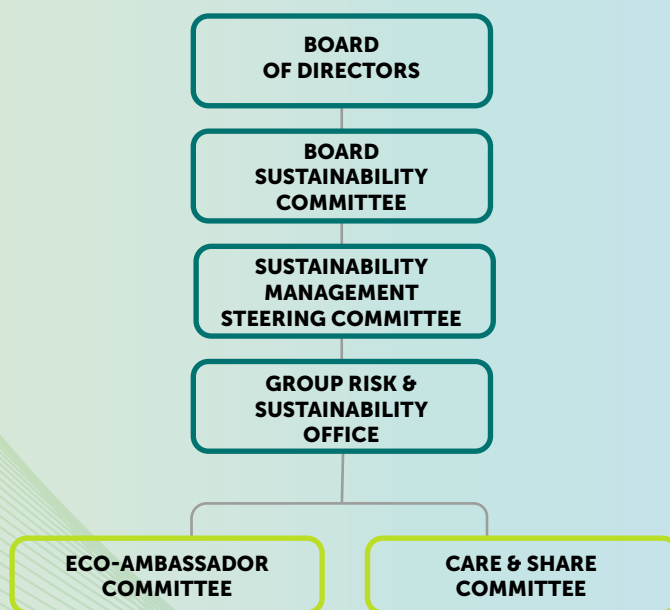 BOARD
OF DIRECTORS
BOARD
SUSTAINABILITY
COMMITTEE
SUSTAINABILITY
MANAGEMENT
STEERING COMMITTEE
GROUP RISK &
SUSTAINABILITY
OFFICE
ECO-AMBASSADOR
COMMITTEE
CARE & SHARE
COMMITTEE